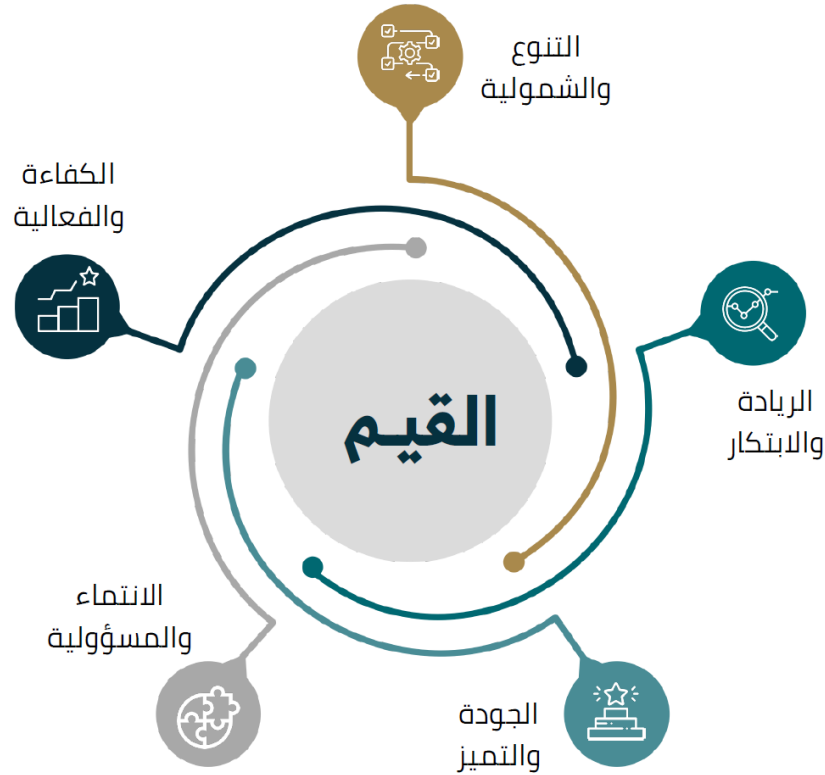 التنوع
والشمولية
الكفاءة
والفعالية
الريادة
والابتكار
القيم
الانتماء
والمسؤولية
الجودة
والتميز